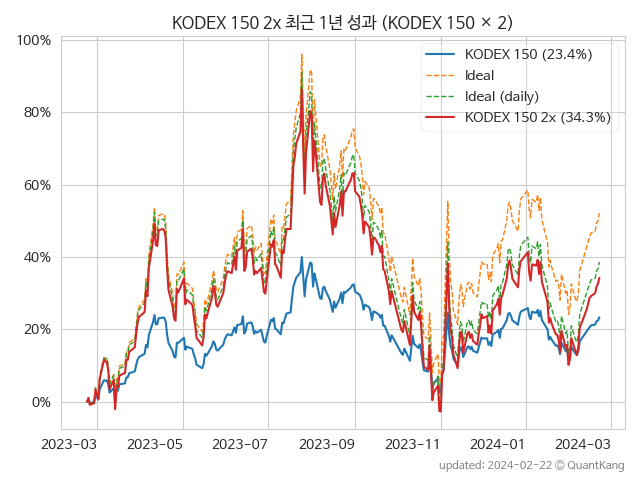 KODEX 150 2x 최근 1년 성과 (KODEX 150 × 2)
100%
80%
60%
40%
20%
0%
KODEX 150 (23.4%)
Ideal
Ideal (daily)
KODEX 150 2x (34.3%)
2023-03
2023-05
2023-07
2023-09
2023-11
2024-01
2024-03
updated: 2024-02-22 © QuantKang